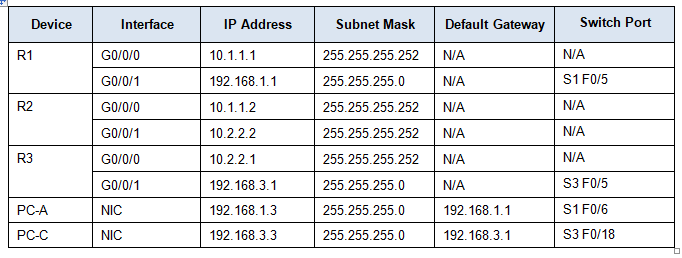 Device Interface IP Address Subnet Mask Default Gateway Switch Port
R1 G0/0/0 10.1.1.1 255.255.255.252 N/A N/A
G0/0/1 192.168.1.1 255.255.255.0 N/A S1 F0/5
R2 G0/0/0 10.1.1.2 255.255.255.252 N/A N/A
G0/0/1 10.2.2.2 255.255.255.252 N/A N/A
R3 G0/0/0 10.2.2.1 255.255.255.252 N/A N/A
G0/0/1 192.168.3.1 255.255.255.0 N/A S3 F0/5
PC-A NIC 192.168.1.3 255.255.255.0 192.168.1.1 S1 F0/6
PC-C NIC 192.168.3.3 255.255.255.0 192.168.3.1 S3 F0/18